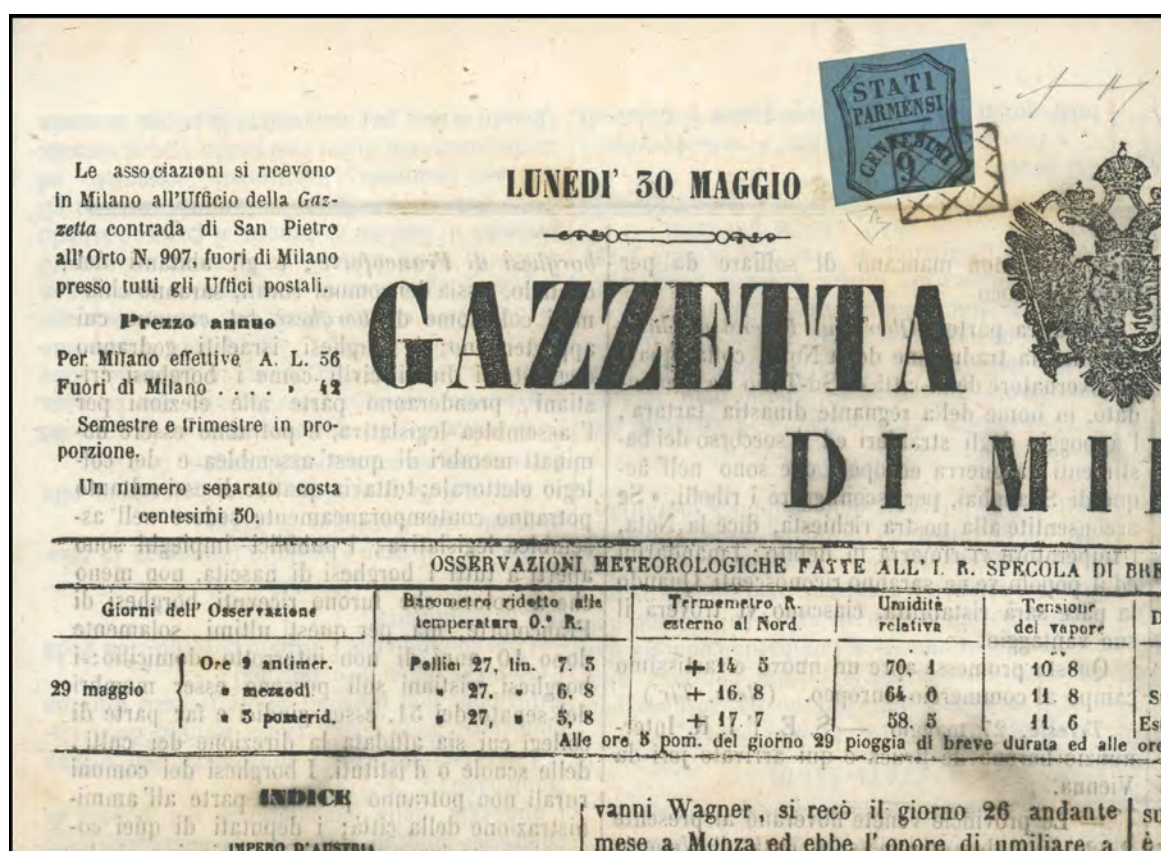 STATI
PARMENSI
CENTESIMI
9
Le associazioni si ricevono
in Milano all'Ufficio della Gaz-
zetta contrada di San Pietro
all'Orto N. 907, fuori di Milano
presso tutti gli Uffici postali.
Prezzo annuo
Per Milano effettive A. L. 36
Fuori di Milano . . . . » 42
Semestre e trimestre in pro-
porzione.
Un numero separato costa
centesimi 50.
LUNEDI' 30 MAGGIO
GAZZETTA
DI MIL
OSSERVAZIONI METEOROLOGICHE FATTE ALL' I. R. SPECOLA DI BRE
Giorni dell' Osservazione
Barometro ridotto alla
temperatura 0.° R.
Termometro R.
esterno al Nord.
Umidità
relativa
Tensione
del vapore
D
29 maggio
Ore 9 antimer. Pollici 27, lin. 5, 5 + 14 5 70. 1 10. 8
» mezzodì. » 27, » 5, 8 + 16. 8 64 0 11 8
» 3 pomerid. » 27, » 5, 8 + 17 7 58. 5 11 6
Alle ore 5 pom. del giorno 29 pioggia di breve durata ed alle ore
INDICE
IMPERO D'AUSTRIA
vanni Wagner, si recò il giorno 26 andante
mese a Monza ed ebbe l'onore di umiliare a